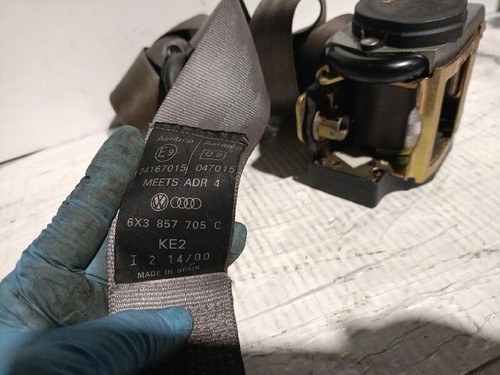 E9
04167015 047015
MEETS ADR 4
6X3 857 705 C
KE2
I 2 14/00
MADE IN SPAIN